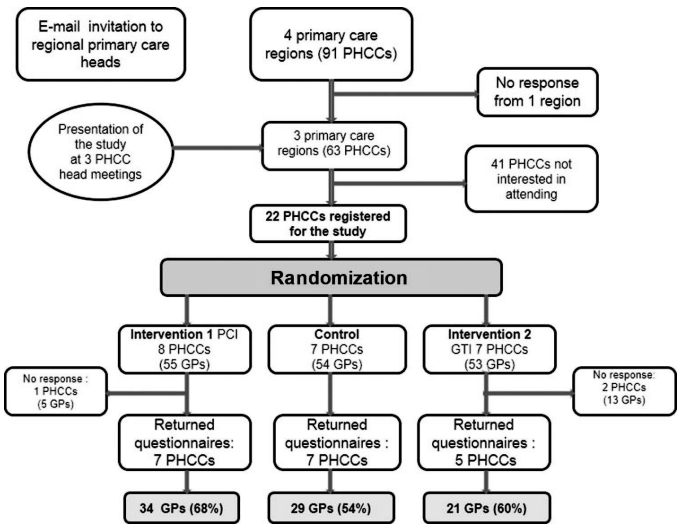 E-mail invitation to
regional primary care
heads
4 primary care
regions (91 PHCCs)
No response
from 1 region
Presentation of
the study
at 3 PHCC
head meetings
3 primary care
regions (63 PHCCs)
41 PHCCs not
interested in
attending
22 PHCCs registered
for the study
Randomization
Intervention 1 PCI
8 PHCCs
(55 GPs)
Control
7 PHCCs
(54 GPs)
Intervention 2
GTI 7 PHCCs
(53 GPs)
No response :
1 PHCCs
(5 GPs)
No response:
2 PHCCs
(13 GPs)
Returned
questionnaires:
7 PHCCs
Returned
questionnaires :
7 PHCCs
Returned
questionnaires :
5 PHCCs
34 GPs (68%)
29 GPs (54%)
21 GPs (60%)